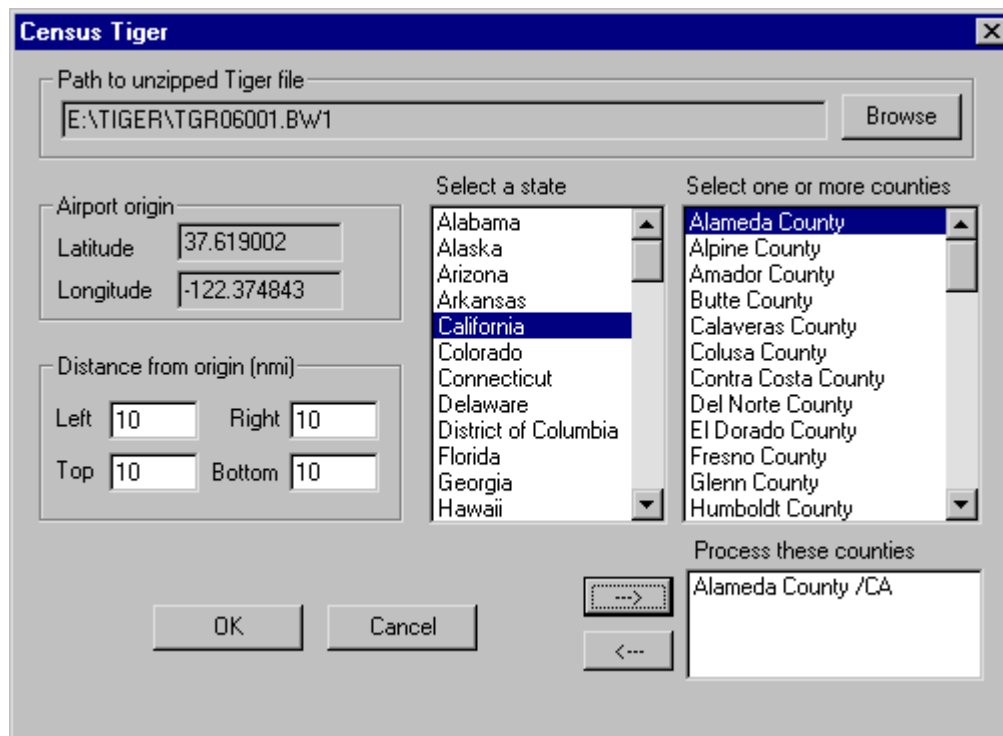 Census Tiger
Path to unzipped Tiger file
E:\TIGER\TGR06001.BW1
Browse
Airport origin
Latitude 37.619002
Longitude -122.374843
Distance from origin (nmi)
Left 10 Right 10
Top 10 Bottom 10
Select a state
Alabama
Alaska
Arizona
Arkansas
California
Colorado
Connecticut
Delaware
District of Columbia
Florida
Georgia
Hawaii
Select one or more counties
Alameda County
Alpine County
Amador County
Butte County
Calaveras County
Colusa County
Contra Costa County
Del Norte County
El Dorado County
Fresno County
Glenn County
Humboldt County
Process these counties
Alameda County /CA
--->
<---
OK
Cancel